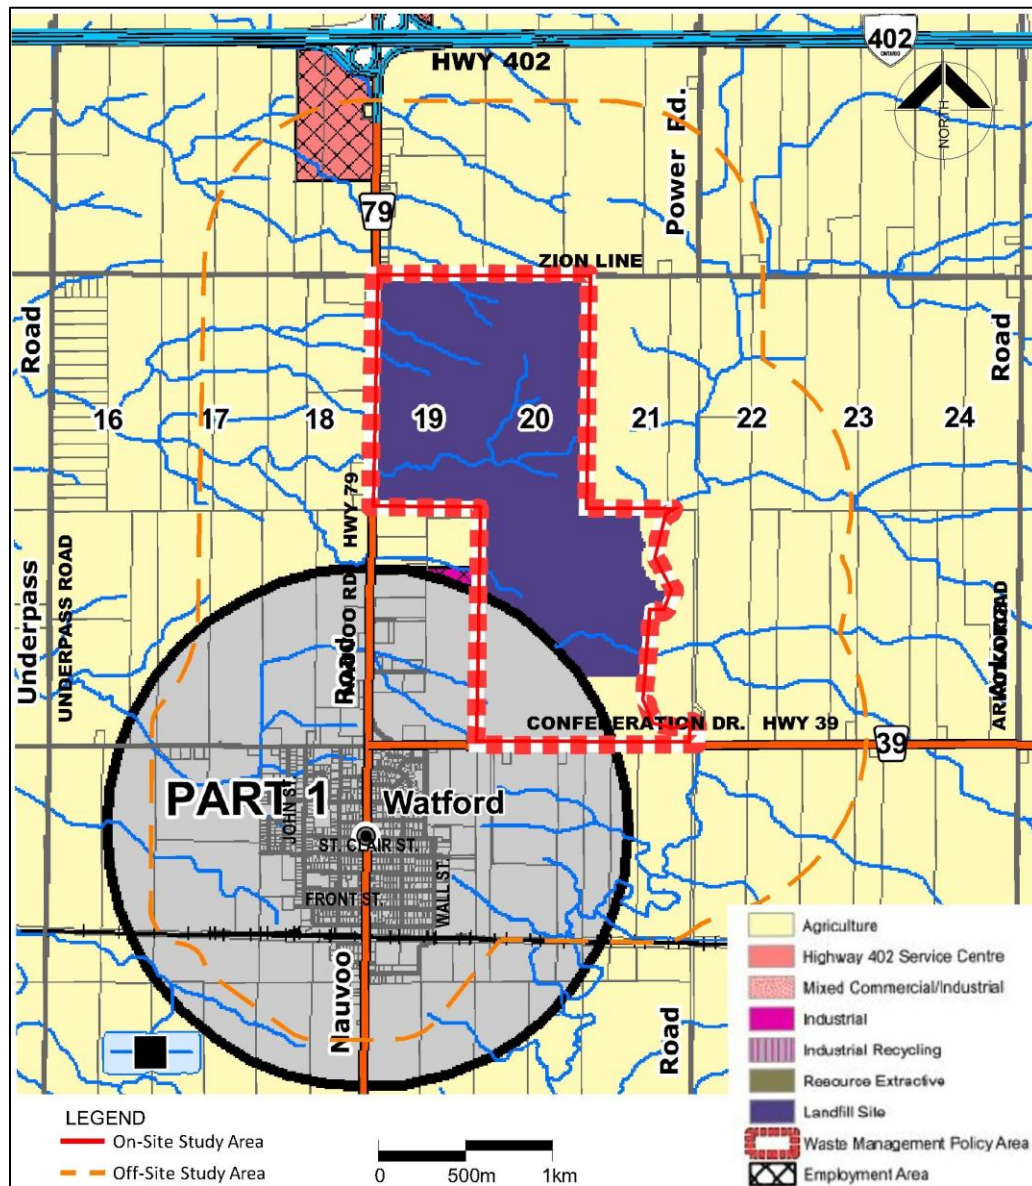 402
ONTARIO
HWY 402
NORTH
Power Rd.
79
ZION LINE
Road
Road
16 17 18 19 20 21 22 23 24
HWY 79
Underpass
UNDERPASS ROAD
Road
CONFEDERATION DR. HWY 39
39
PART 1
Watford
JOHN ST.
ST. CLAIR ST.
FRONT ST.
WALL ST.
Nauvoo
Road
Agriculture
Highway 402 Service Centre
Mixed Commercial/Industrial
Industrial
Industrial Recycling
Resource Extractive
Landfill Site
Waste Management Policy Area
Employment Area
LEGEND
On-Site Study Area
Off-Site Study Area
0 500m 1km